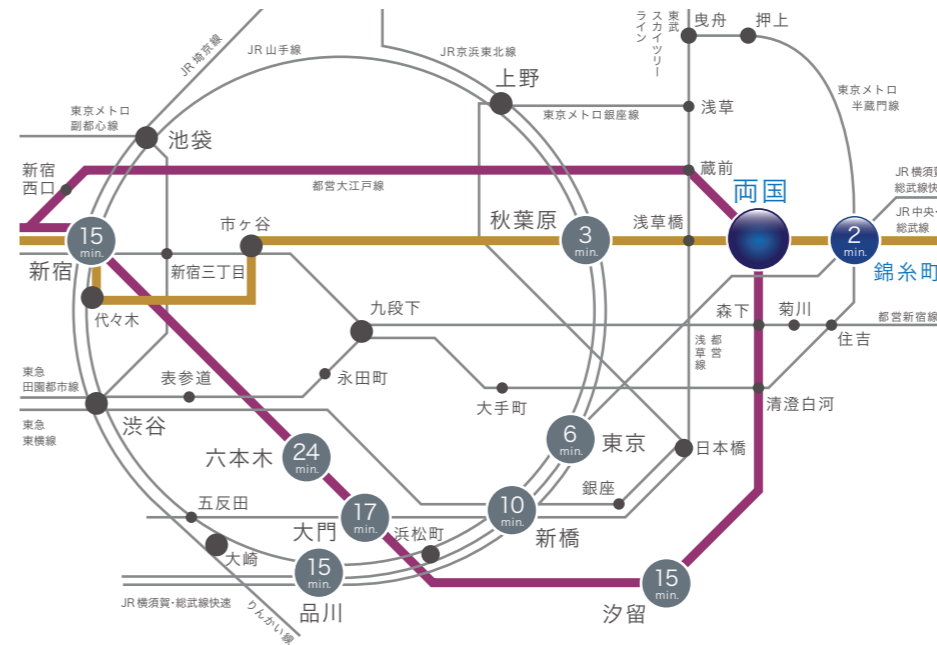 JR埼京線
JR山手線
JR京浜東北線
東武
スカイツリー
ライン
曳舟
押上
上野
東京メトロ
半蔵門線
東京メトロ
副都心線
池袋
東京メトロ銀座線
浅草
新宿
西口
都営大江戸線
蔵前
JR横須賀
総武線快
両国
JR中央・
総武線
15
min.
新宿
市ヶ谷
秋葉原
3
min.
浅草橋
2
min.
錦糸町
新宿三丁目
代々木
九段下
森下
菊川
都営新宿線
住吉
都営
浅草線
東急
田園都市線
表参道
永田町
大手町
清澄白河
東急
東横線
渋谷
六本木
24
min.
6
min.
東京
日本橋
銀座
五反田
17
min.
大門
浜松町
10
min.
新橋
大崎
15
min.
品川
15
min.
汐留
JR横須賀・総武線快速
りんかい線